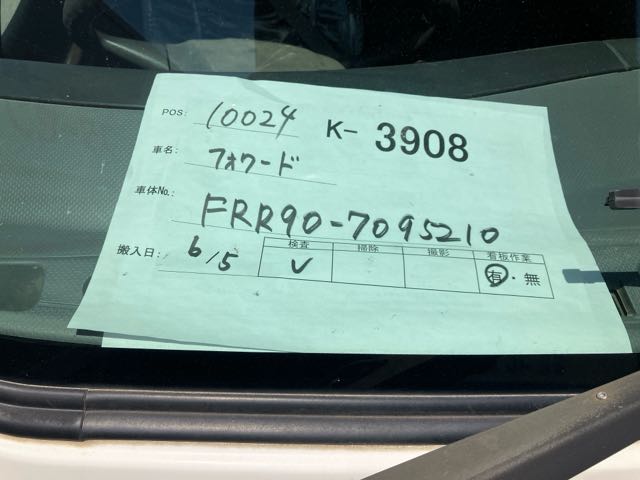 POS: 10024 K- 3908
車名: フォワード
車体No.: FRR90-7095210
搬入日: 6/5
検査 掃除 撮影 看板作業
✓ 有・無